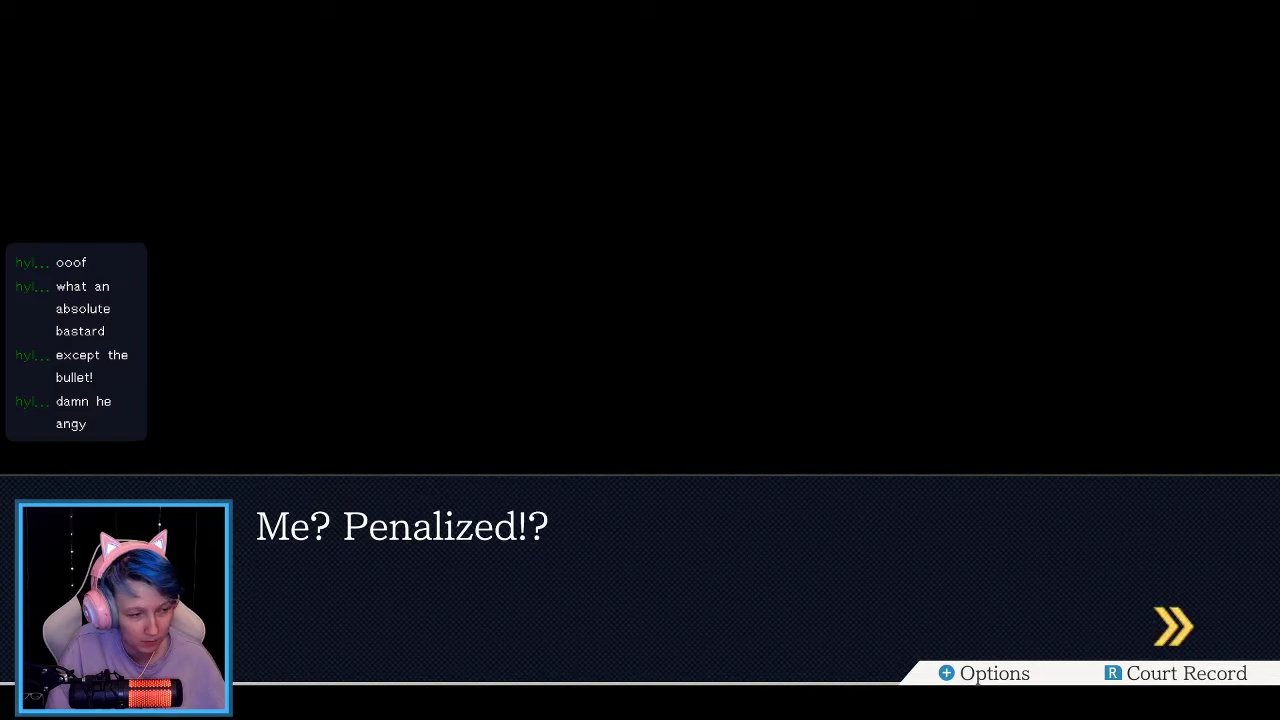 hyl... ooof
hyl... what an
absolute
bastard
hyl... except the
bullet!
hyl... damn he
angy
Me? Penalized!?
+ Options
R Court Record